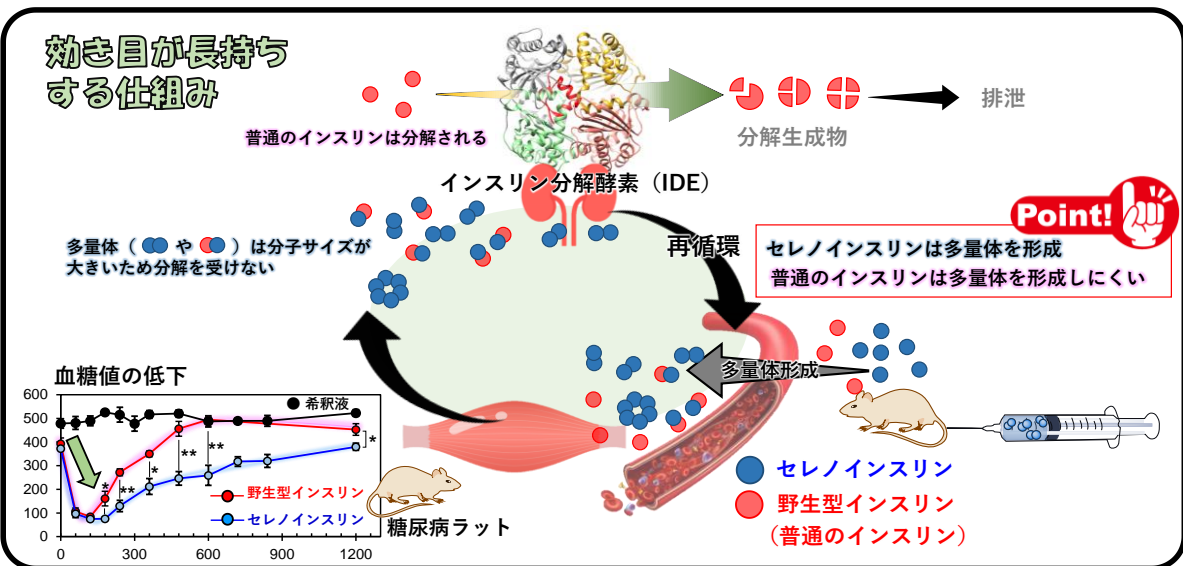 効き目が長持ち
する仕組み
普通のインスリンは分解される
分解生成物
排泄
インスリン分解酵素（IDE）
多量体（ や ）は分子サイズが
大きいため分解を受けない
再循環
Point!
セレノインスリンは多量体を形成
普通のインスリンは多量体を形成しにくい
多量体形成
血糖値の低下
600
500
400
300
200
100
0
0
300
600
900
1200
希釈液
*
**
*
**
**
*
野生型インスリン
セレノインスリン
糖尿病ラット
セレノインスリン
野生型インスリン
（普通のインスリン）